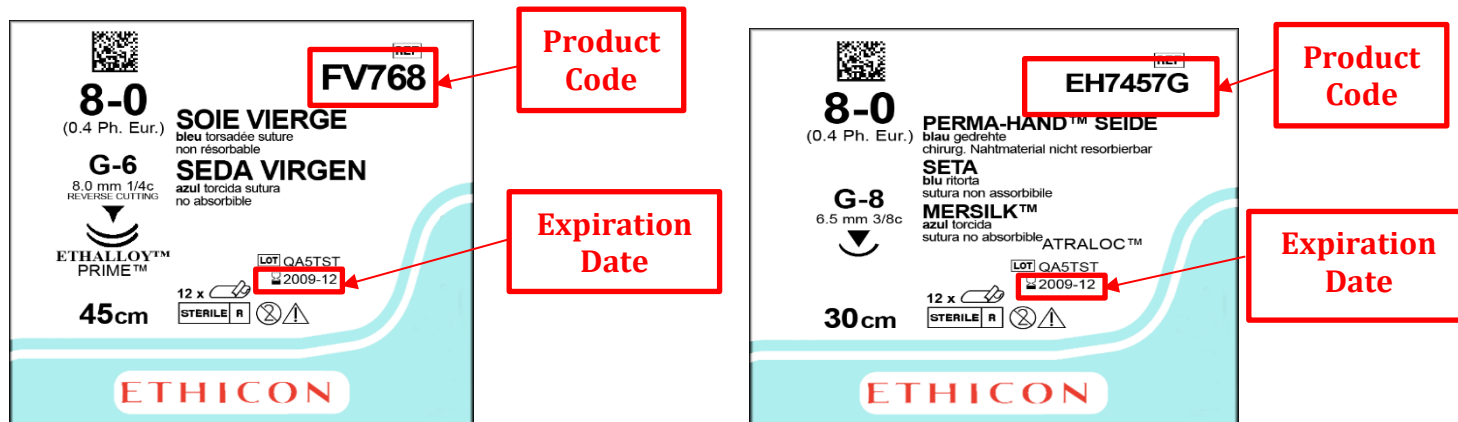 REF
FV768
Product
Code
8-0
(0.4 Ph. Eur.)
SOIE VIERGE
bleu torsadée suture
non résorbable
SEDA VIRGEN
azul torcida sutura
no absorbible
G-6
8.0 mm 1/4c
REVERSE CUTTING
ETHALLOY™
PRIME™
LOT QA5TST
2009-12
Expiration
Date
12 x
45cm
STERILE R
2
ETHICON
REF
EH7457G
Product
Code
8-0
(0.4 Ph. Eur.)
PERMA-HAND™ SEIDE
blau gedrehte
chirurg. Nahtmaterial nicht resorbierbar
SETA
blu ritorta
sutura non assorbibile
MERSILK™
azul torcida
sutura no absorbible
ATRALOC™
G-8
6.5 mm 3/8c
LOT QA5TST
2009-12
Expiration
Date
12 x
30cm
STERILE R
2
ETHICON